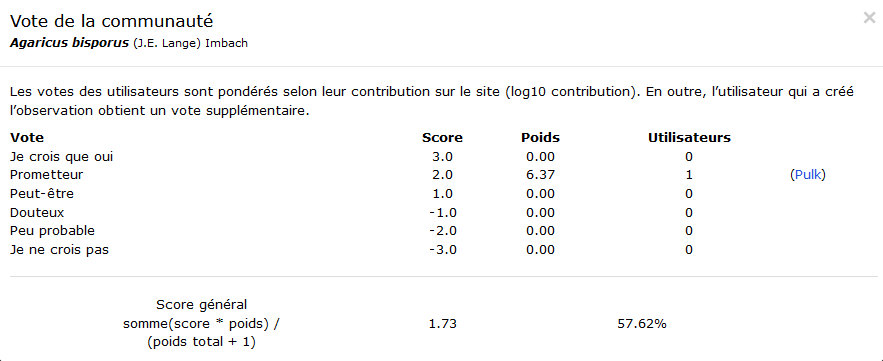 Vote de la communauté
×
Agaricus bisporus (J.E. Lange) Imbach
Les votes des utilisateurs sont pondérés selon leur contribution sur le site (log10 contribution). En outre, l’utilisateur qui a créé
l’observation obtient un vote supplémentaire.
Vote Score Poids Utilisateurs
Je crois que oui 3.0 0.00 0
Prometteur 2.0 6.37 1 (Pulk)
Peut-être 1.0 0.00 0
Douteux -1.0 0.00 0
Peu probable -2.0 0.00 0
Je ne crois pas -3.0 0.00 0
Score général
somme(score * poids) / 1.73 57.62%
(poids total + 1)